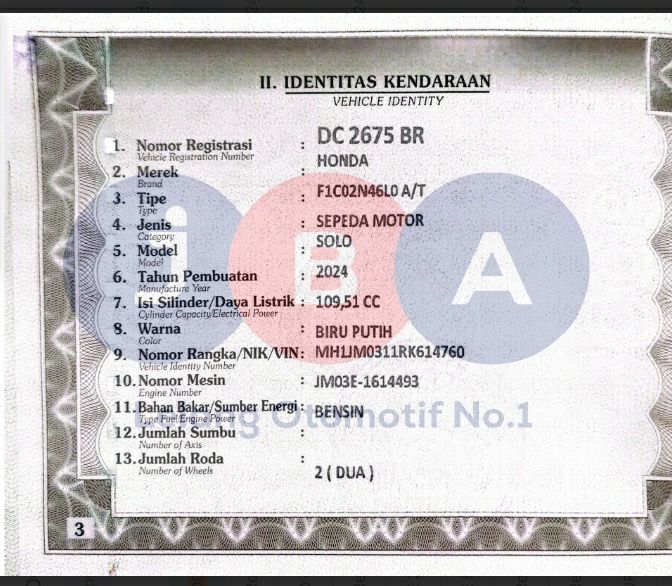 II. IDENTITAS KENDARAAN
VEHICLE IDENTITY
1. Nomor Registrasi : DC 2675 BR
Vehicle Registration Number
2. Merek : HONDA
Brand
3. Tipe : F1C02N46L0 A/T
Type
4. Jenis : SEPEDA MOTOR
Category
5. Model : SOLO
Model
6. Tahun Pembuatan : 2024
Manufacture Year
7. Isi Silinder/Daya Listrik : 109,51 CC
Cylinder Capacity/Electrical Power
8. Warna : BIRU PUTIH
Color
9. Nomor Rangka/NIK/VIN : MH1JM0311RK614760
Vehicle Identity Number
10. Nomor Mesin : JM03E-1614493
Engine Number
11. Bahan Bakar/Sumber Energi : BENSIN
Type Fuel/Engine Power
12. Jumlah Sumbu :
Number of Axis
13. Jumlah Roda : 2 ( DUA )
Number of Wheels
3
iBA
Otomotif No.1